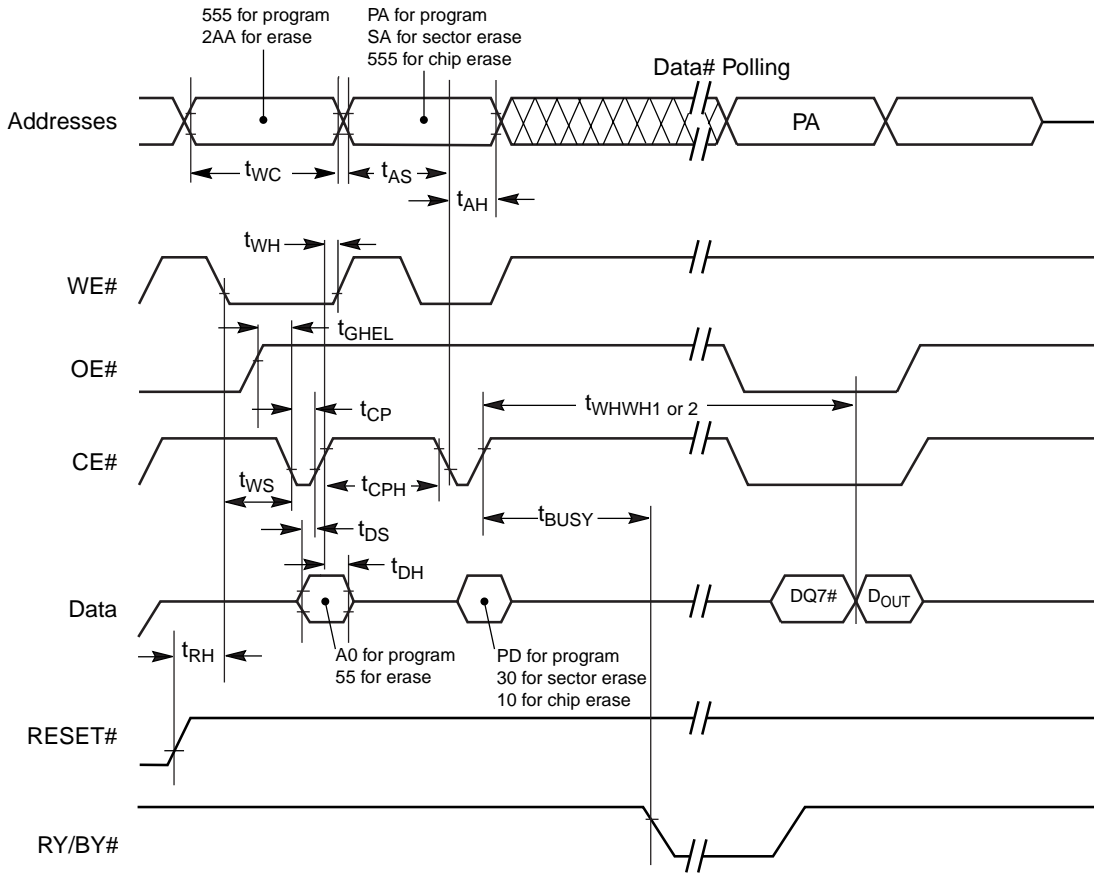 555 for program
2AA for erase
PA for program
SA for sector erase
555 for chip erase
Data# Polling
Addresses
PA
tWC
tAS
tAH
tWH
WE#
tGHEL
OE#
tWHWH1 or 2
tCP
CE#
tWS
tCPH
tBUSY
tDS
tDH
Data
DQ7#
DOUT
tRH
A0 for program
55 for erase
PD for program
30 for sector erase
10 for chip erase
RESET#
RY/BY#